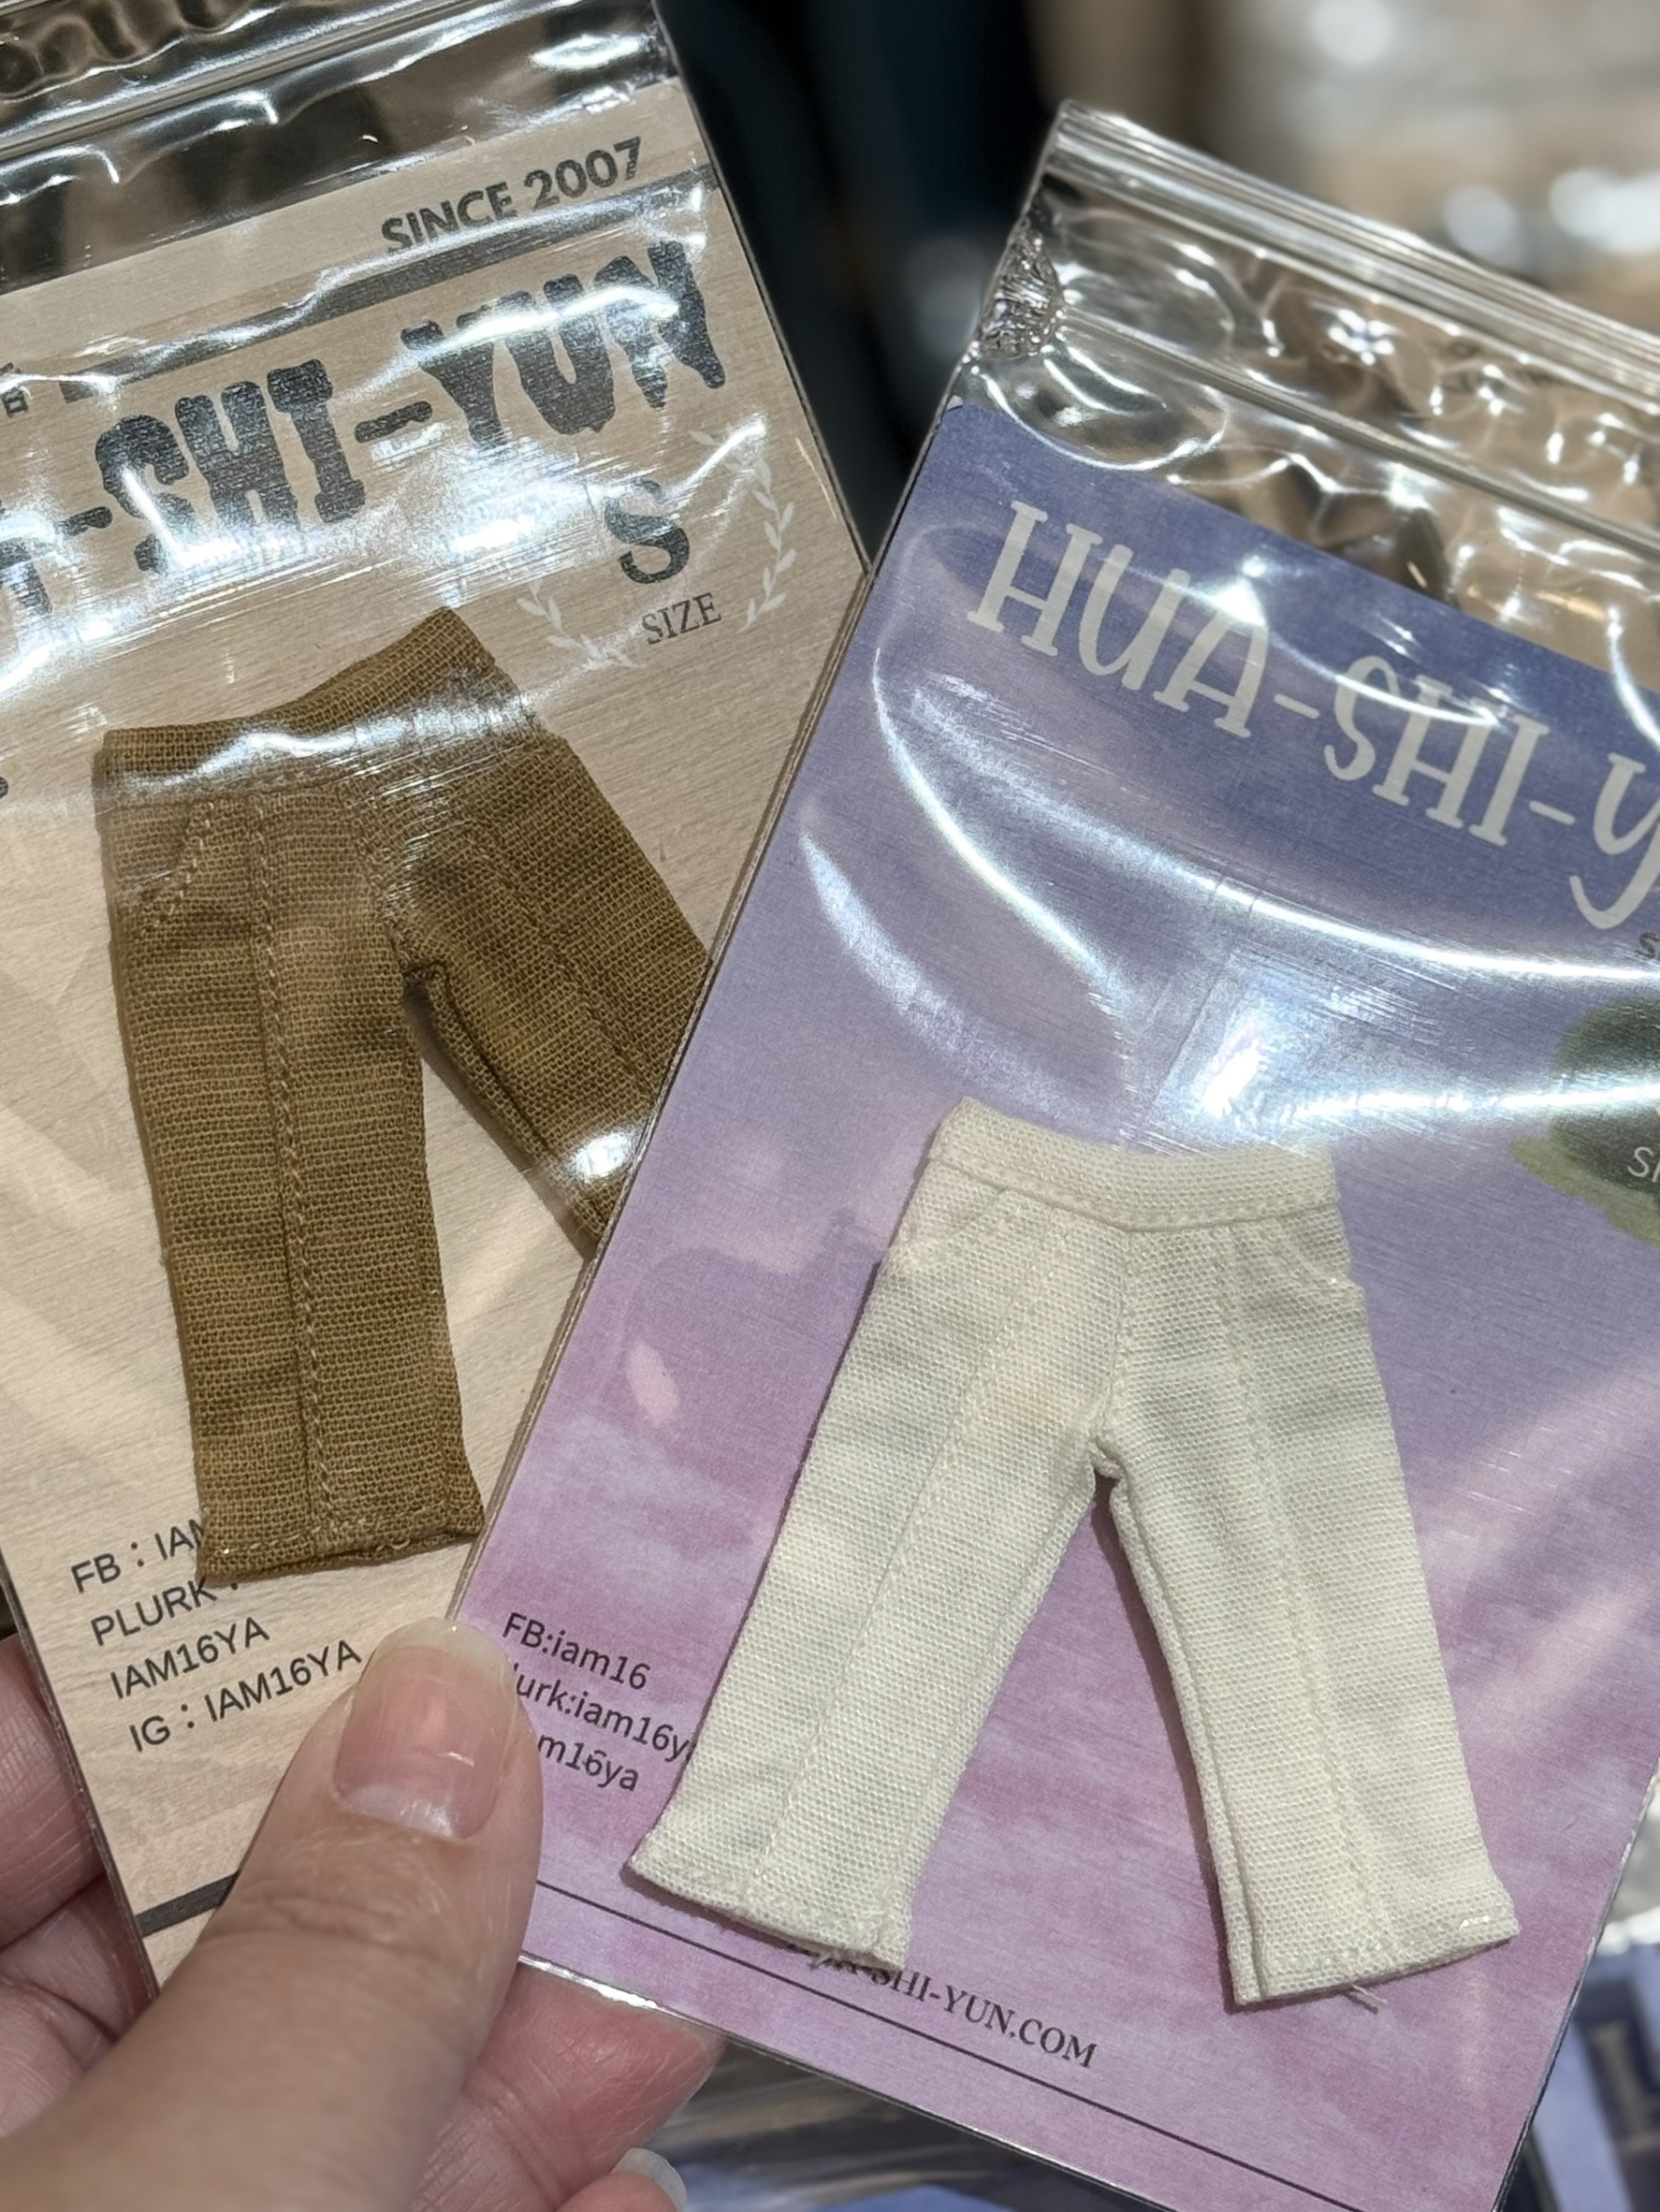 SINCE 2007
-SHI-YUN
S
SIZE
FB：IAM
PLURK：
IAM16YA
IG：IAM16YA
HUA-SHI-Y
FB:iam16
lurk:iam16y
m16ya
-SHI-YUN.COM